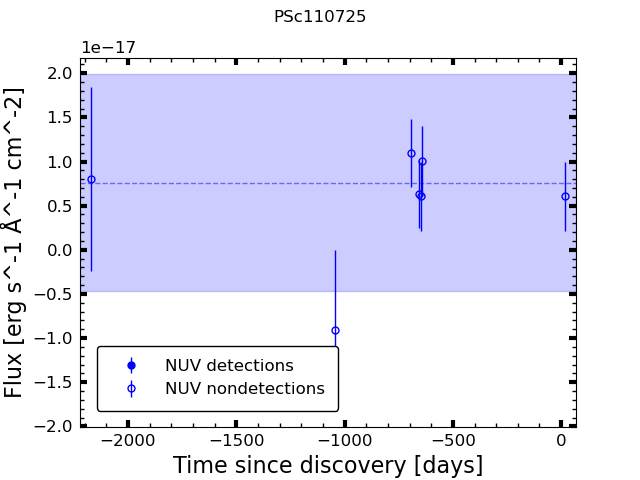 PSc110725
1e−17
2.0
1.5
1.0
0.5
0.0
−0.5
−1.0
−1.5
−2.0
Flux [erg s^-1 Å^-1 cm^-2]
NUV detections
NUV nondetections
−2000 −1500 −1000 −500 0
Time since discovery [days]